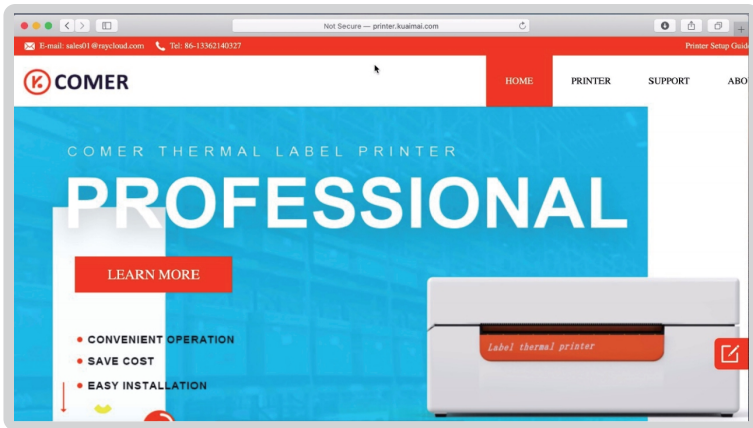 Not Secure — printer.kuaimai.com
E-mail: sales01@raycloud.com Tel: 86-13362140327 Printer Setup Guid
COMER HOME PRINTER SUPPORT ABO
COMER THERMAL LABEL PRINTER
PROFESSIONAL
LEARN MORE
Label thermal printer
CONVENIENT OPERATION
SAVE COST
EASY INSTALLATION